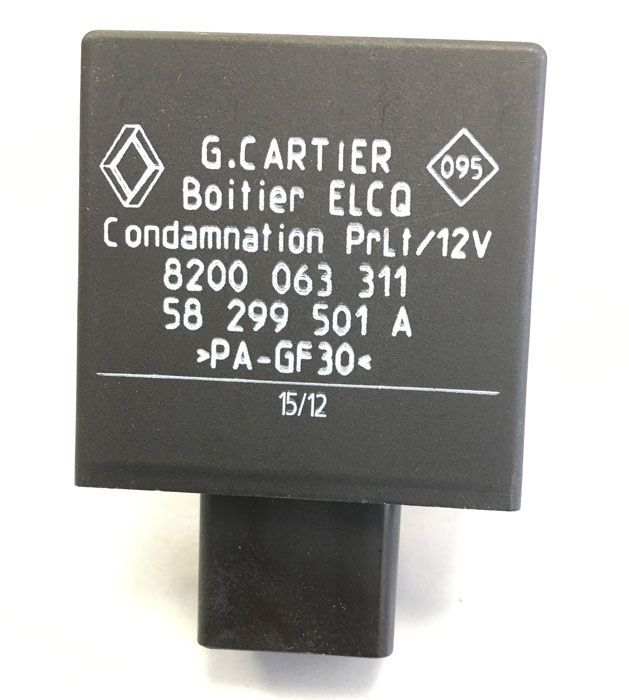 G.CARTIER
095
Boitier ELCQ
Condamnation PrLt/12V
8200 063 311
58 299 501 A
>PA-GF30<
15/12